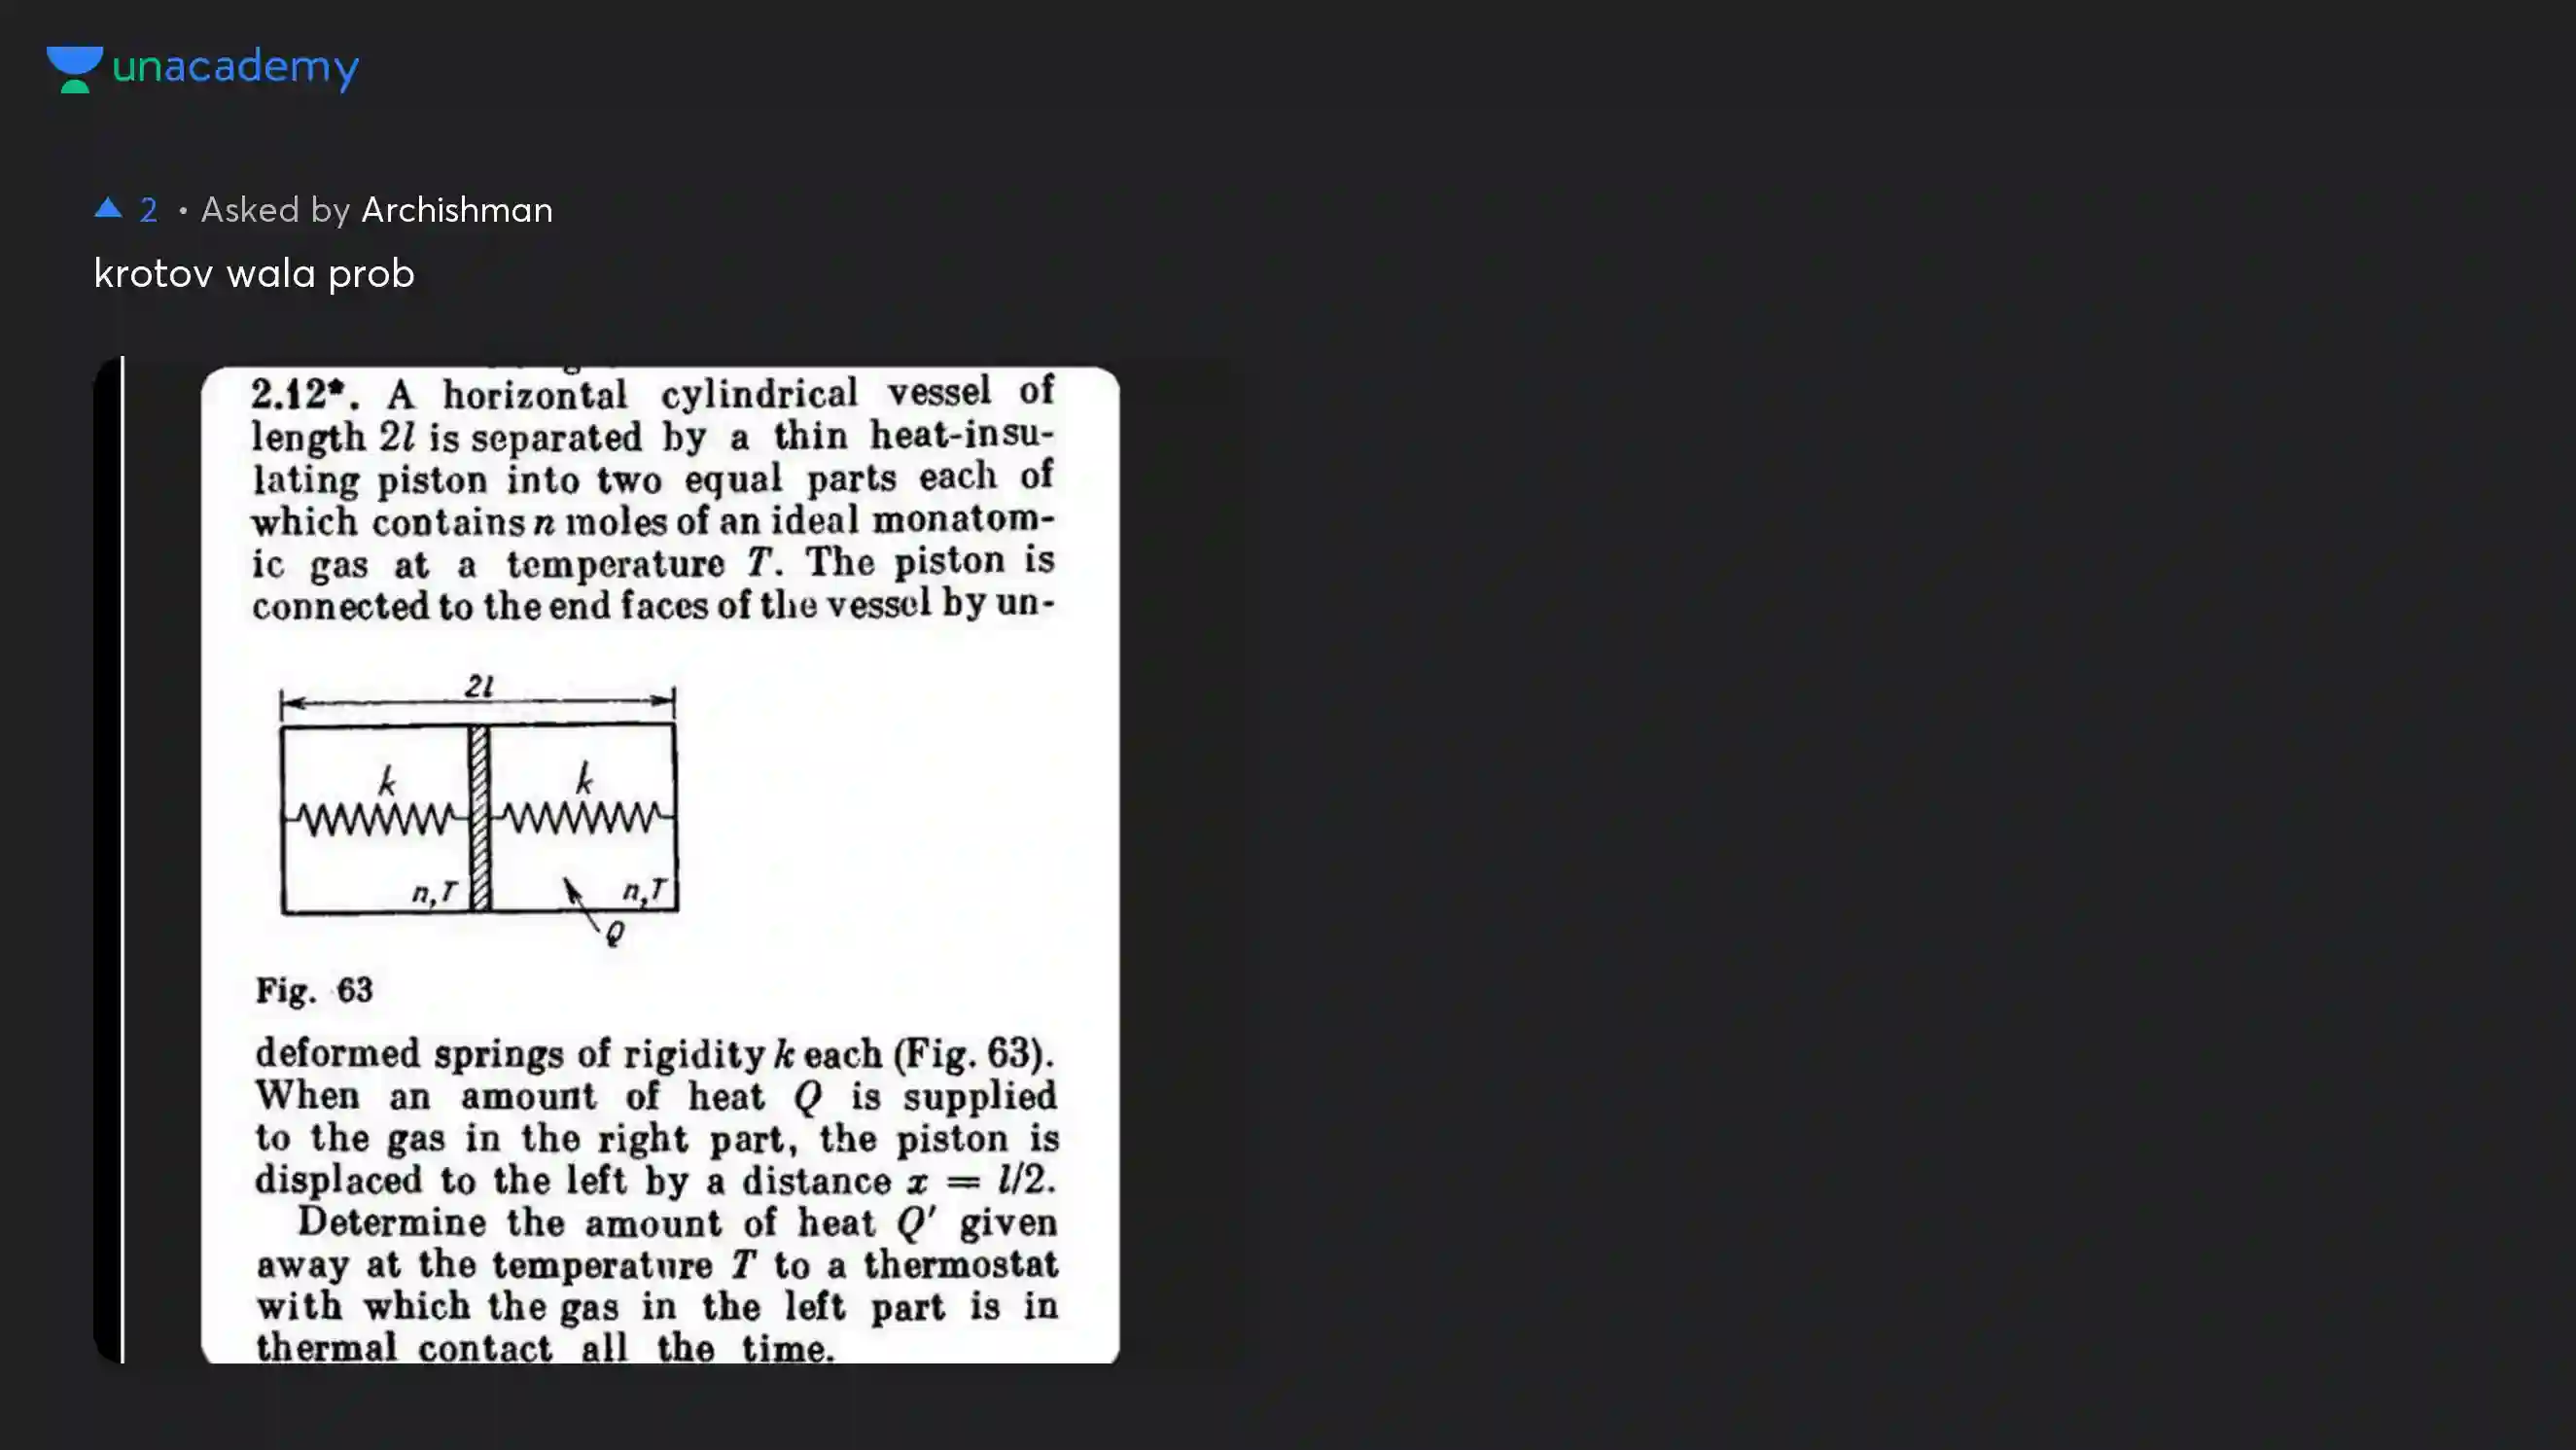 unacademy
▲ 2 • Asked by Archishman
krotov wala prob
2.12*. A horizontal cylindrical vessel of
length 2l is separated by a thin heat-insu-
lating piston into two equal parts each of
which contains n moles of an ideal monatom-
ic gas at a temperature T. The piston is
connected to the end faces of the vessel by un-
2l
k k
n,T n,T
Q
Fig. 63
deformed springs of rigidity k each (Fig. 63).
When an amount of heat Q is supplied
to the gas in the right part, the piston is
displaced to the left by a distance x = l/2.
Determine the amount of heat Q′ given
away at the temperature T to a thermostat
with which the gas in the left part is in
thermal contact all the time.